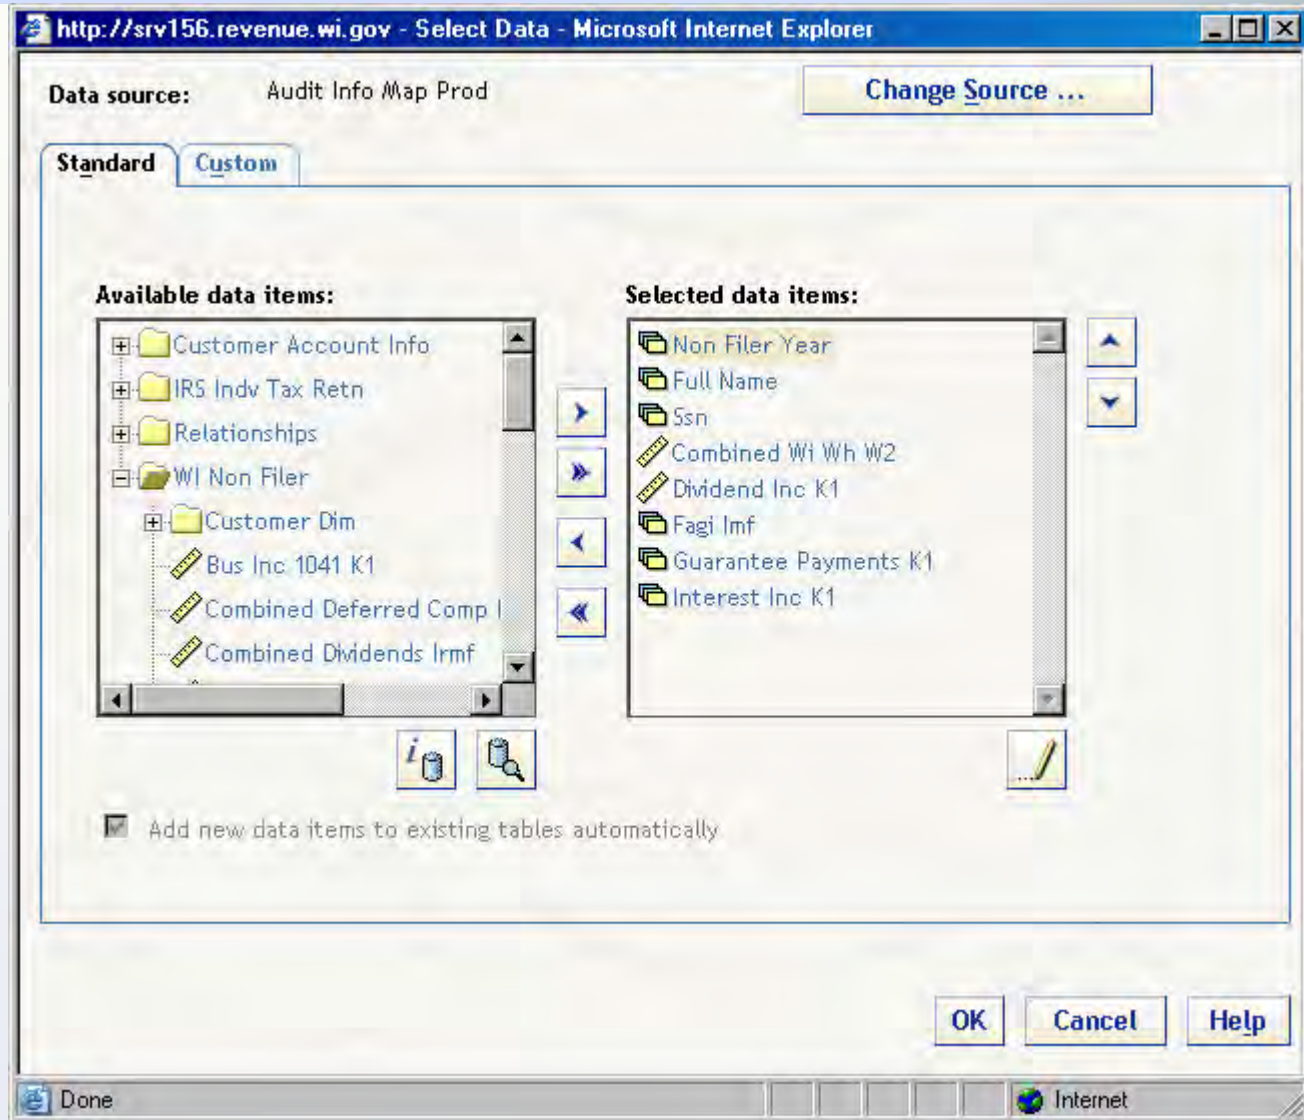 http://srv156.revenue.wi.gov - Select Data - Microsoft Internet Explorer
Data source: Audit Info Map Prod Change Source ...
Standard Custom
Available data items:
Customer Account Info
IRS Indv Tax Retn
Relationships
WI Non Filer
Customer Dim
Bus Inc 1041 K1
Combined Deferred Comp I
Combined Dividends Irmf
Selected data items:
Non Filer Year
Full Name
Ssn
Combined Wi Wh W2
Dividend Inc K1
Fagi Imf
Guarantee Payments K1
Interest Inc K1
Add new data items to existing tables automatically
OK Cancel Help
Done Internet